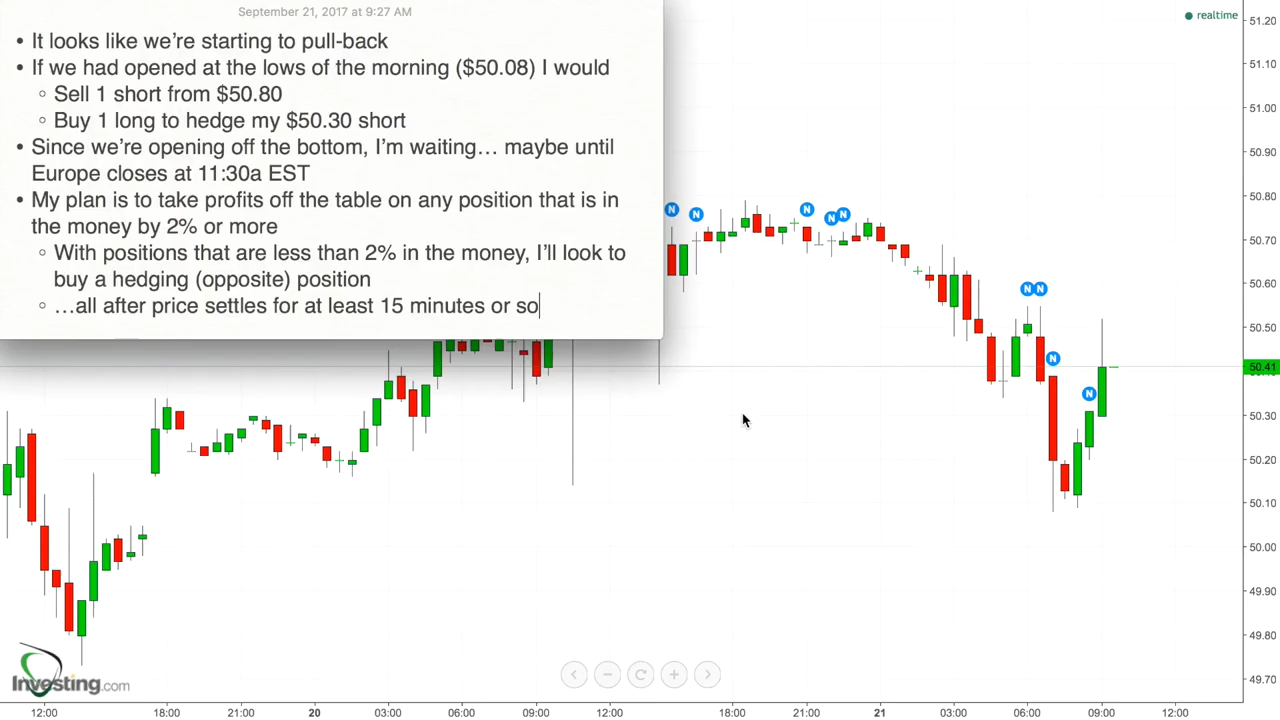 September 21, 2017 at 9:27 AM
• It looks like we're starting to pull-back
• If we had opened at the lows of the morning ($50.08) I would
◦ Sell 1 short from $50.80
◦ Buy 1 long to hedge my $50.30 short
• Since we're opening off the bottom, I'm waiting… maybe until
Europe closes at 11:30a EST
• My plan is to take profits off the table on any position that is in
the money by 2% or more
◦ With positions that are less than 2% in the money, I'll look to
buy a hedging (opposite) position
◦ …all after price settles for at least 15 minutes or so
realtime
51.20
51.10
51.00
50.90
50.80
50.70
50.60
50.50
50.41
50.30
50.20
50.10
50.00
49.90
49.80
49.70
N N N N N N N N N
Investing.com
12:00 18:00 21:00 20 03:00 06:00 09:00 12:00 18:00 21:00 21 03:00 06:00 09:00 12:00